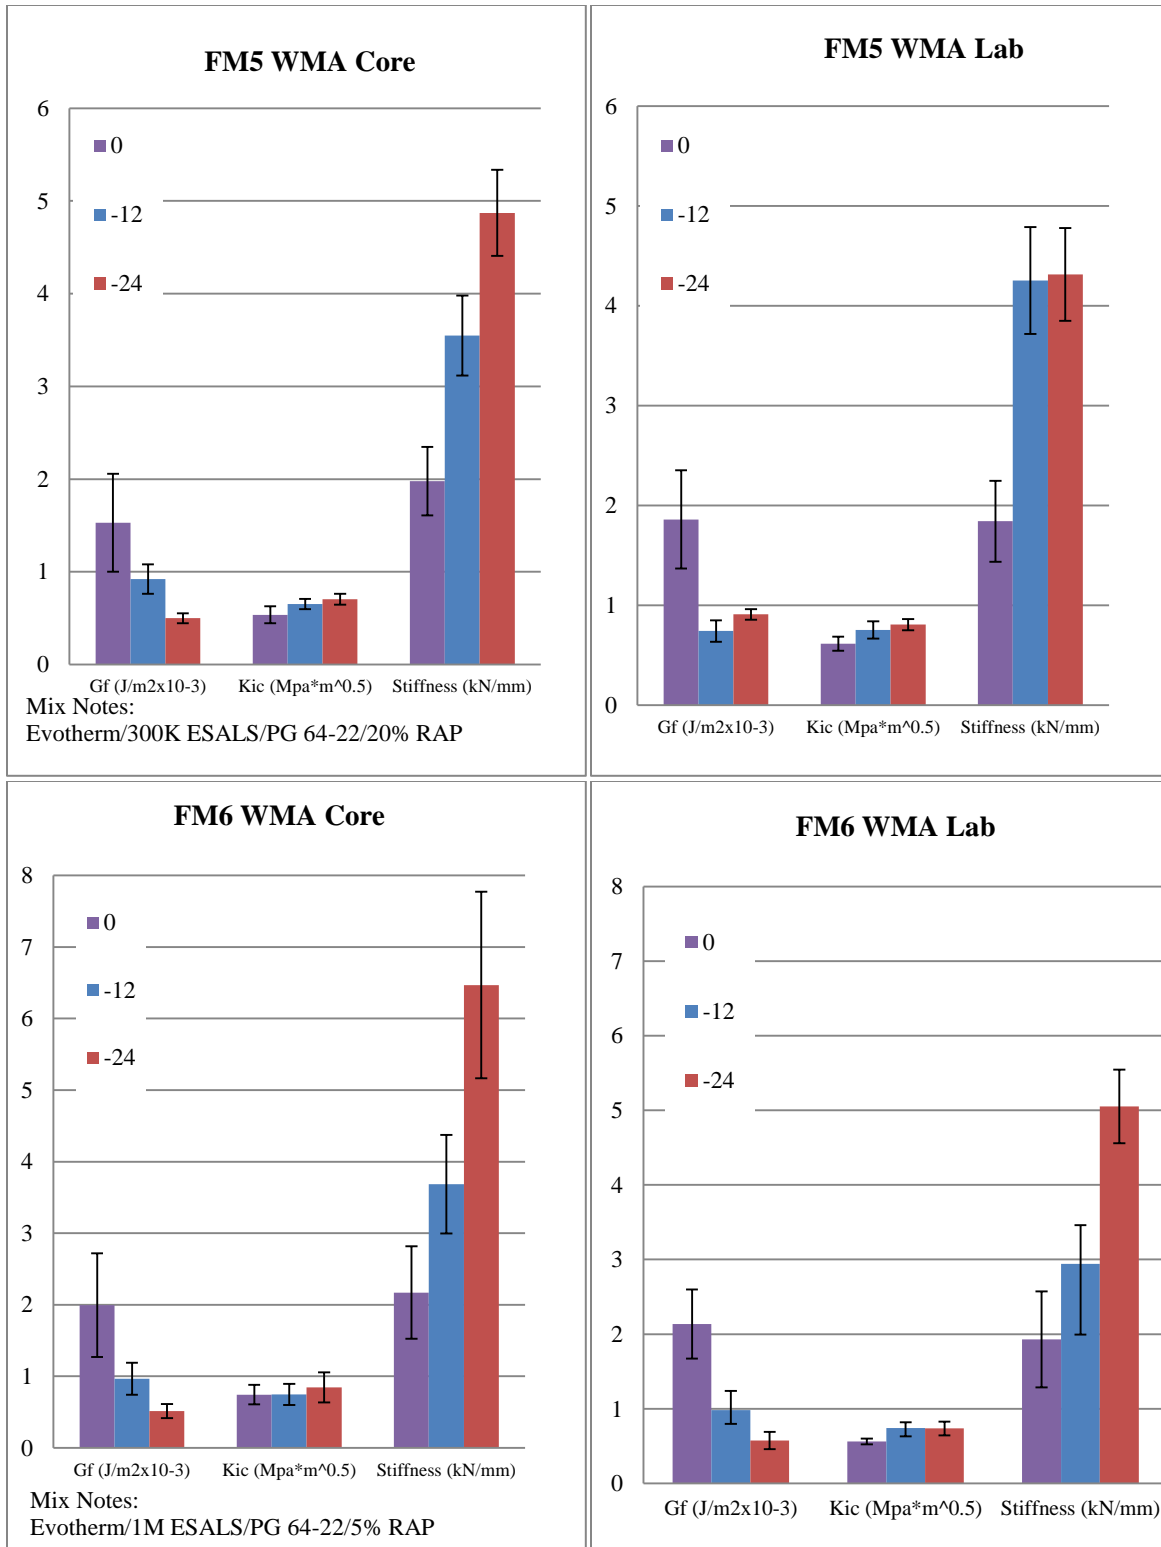 FM5 WMA Core
6
5
4
3
2
1
0
0
-12
-24
Gf (J/m2x10-3)
Kic (Mpa*m^0.5)
Stiffness (kN/mm)
Mix Notes:
Evotherm/300K ESALS/PG 64-22/20% RAP
FM5 WMA Lab
6
5
4
3
2
1
0
0
-12
-24
Gf (J/m2x10-3)
Kic (Mpa*m^0.5)
Stiffness (kN/mm)
FM6 WMA Core
8
7
6
5
4
3
2
1
0
0
-12
-24
Gf (J/m2x10-3)
Kic (Mpa*m^0.5)
Stiffness (kN/mm)
Mix Notes:
Evotherm/1M ESALS/PG 64-22/5% RAP
FM6 WMA Lab
8
7
6
5
4
3
2
1
0
0
-12
-24
Gf (J/m2x10-3)
Kic (Mpa*m^0.5)
Stiffness (kN/mm)